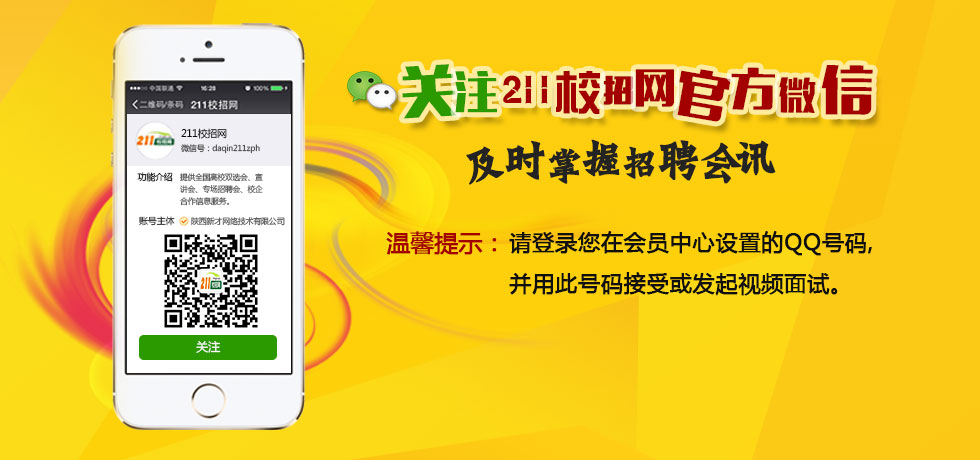 中国联通 16:28 100%
二维码/条码 211校招网
211
211校招网
微信号：daqin211zph
功能介绍 提供全国高校双选会、宣
讲会、专场招聘会、校企
合作信息服务。
账号主体 陕西新才网络技术有限公司
211
关注
关注211校招网官方微信
及时掌握招聘会讯
温馨提示：请登录您在会员中心设置的QQ号码,
并用此号码接受或发起视频面试。